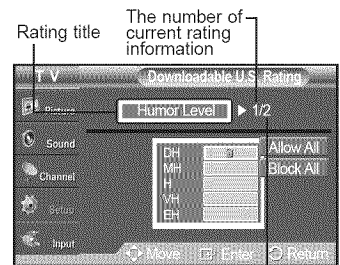 The number of
current rating
information
Rating title
T V
Downloadable U.S. Rating
Humor Level ▶ 1/2
Picture
Sound
Channel
Setup
Input
DH
MH
H
VH
EH
Allow All
Block All
Move Enter Return